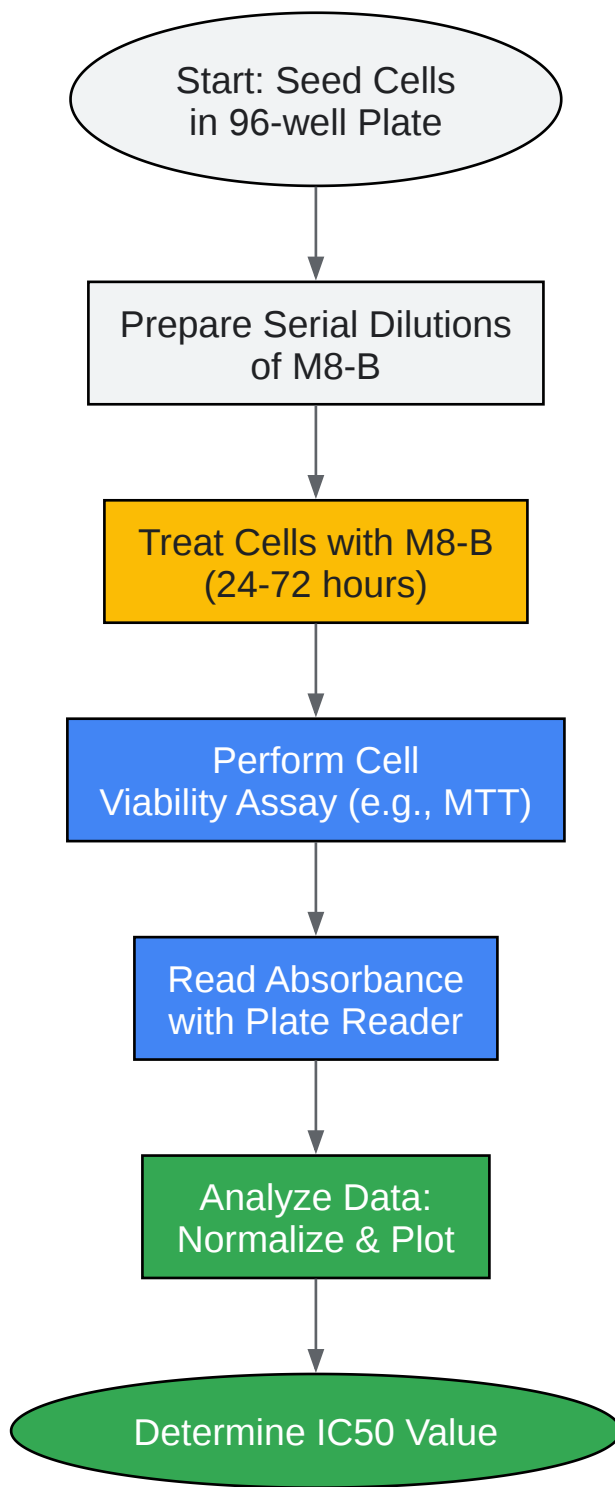 Start: Seed Cells
in 96-well Plate
Prepare Serial Dilutions
of M8-B
Treat Cells with M8-B
(24-72 hours)
Perform Cell
Viability Assay (e.g., MTT)
Read Absorbance
with Plate Reader
Analyze Data:
Normalize & Plot
Determine IC50 Value